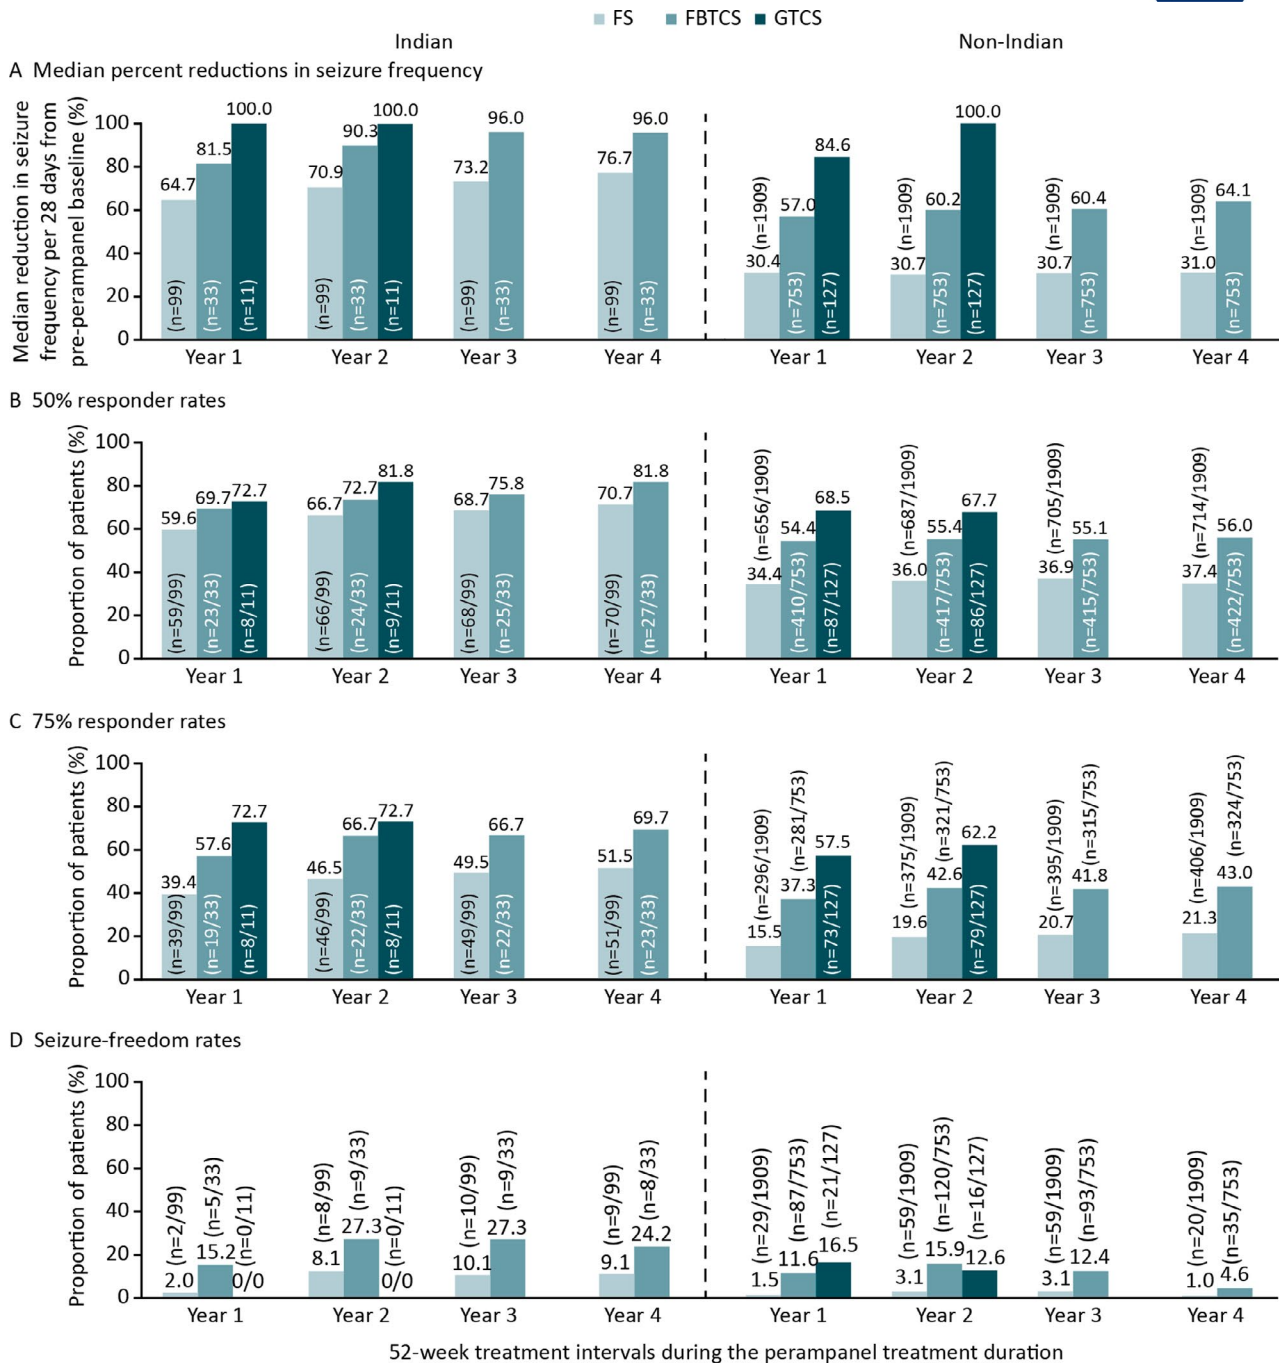 FS FBTCS GTCS
Indian Non-Indian
A Median percent reductions in seizure frequency
Median reduction in seizure
frequency per 28 days from
pre-perampanel baseline (%)
100
80
60
40
20
0
64.7 81.5 100.0 70.9 90.3 100.0 73.2 96.0 76.7 96.0 30.4 57.0 84.6 30.7 60.2 100.0 30.7 60.4 31.0 64.1
(n=99) (n=33) (n=11) (n=99) (n=33) (n=11) (n=99) (n=33) (n=99) (n=33) (n=1909) (n=753) (n=127) (n=1909) (n=753) (n=127) (n=1909) (n=753) (n=1909) (n=753)
Year 1 Year 2 Year 3 Year 4 Year 1 Year 2 Year 3 Year 4
B 50% responder rates
Proportion of patients (%)
100
80
60
40
20
0
59.6 69.7 72.7 66.7 72.7 81.8 68.7 75.8 70.7 81.8 34.4 54.4 68.5 36.0 55.4 67.7 36.9 55.1 37.4 56.0
(n=59/99) (n=23/33) (n=8/11) (n=66/99) (n=24/33) (n=9/11) (n=68/99) (n=25/33) (n=70/99) (n=27/33) (n=656/1909) (n=410/753) (n=87/127) (n=687/1909) (n=417/753) (n=86/127) (n=705/1909) (n=415/753) (n=714/1909) (n=422/753)
Year 1 Year 2 Year 3 Year 4 Year 1 Year 2 Year 3 Year 4
C 75% responder rates
Proportion of patients (%)
100
80
60
40
20
0
39.4 57.6 72.7 46.5 66.7 72.7 49.5 66.7 51.5 69.7 15.5 37.3 57.5 19.6 42.6 62.2 20.7 41.8 21.3 43.0
(n=39/99) (n=19/33) (n=8/11) (n=46/99) (n=22/33) (n=8/11) (n=49/99) (n=22/33) (n=51/99) (n=23/33) (n=296/1909) (n=281/753) (n=73/127) (n=375/1909) (n=321/753) (n=79/127) (n=395/1909) (n=315/753) (n=406/1909) (n=324/753)
Year 1 Year 2 Year 3 Year 4 Year 1 Year 2 Year 3 Year 4
D Seizure-freedom rates
Proportion of patients (%)
100
80
60
40
20
0
(n=2/99) (n=5/33) (n=0/11) (n=8/99) (n=9/33) (n=0/11) (n=10/99) (n=9/33) (n=9/99) (n=8/33) (n=29/1909) (n=87/753) (n=21/127) (n=59/1909) (n=120/753) (n=16/127) (n=59/1909) (n=93/753) (n=20/1909) (n=35/753)
2.0 15.2 0/0 8.1 27.3 0/0 10.1 27.3 9.1 24.2 1.5 11.6 16.5 3.1 15.9 12.6 3.1 12.4 1.0 4.6
Year 1 Year 2 Year 3 Year 4 Year 1 Year 2 Year 3 Year 4
52-week treatment intervals during the perampanel treatment duration